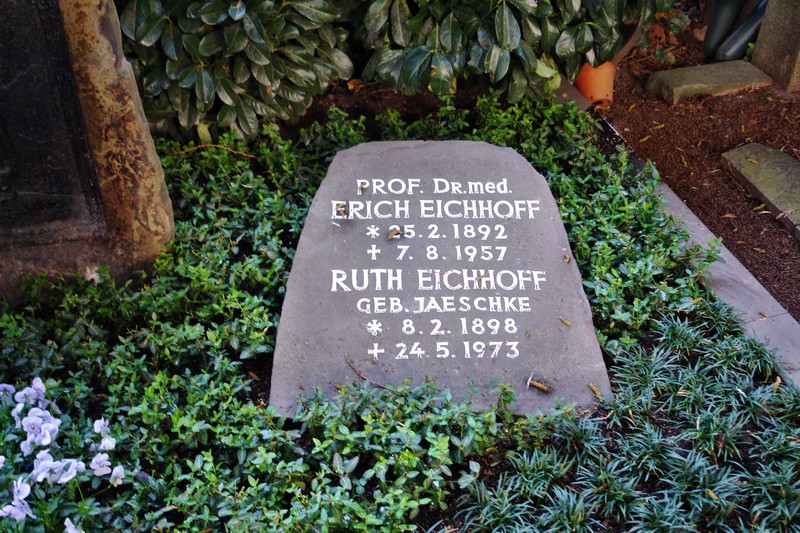 PROF. DR.med.
ERICH EICHHOFF
* 25.2.1892
† 7.8.1957
RUTH EICHHOFF
GEB. JAESCHKE
* 8.2.1898
† 24.5.1973